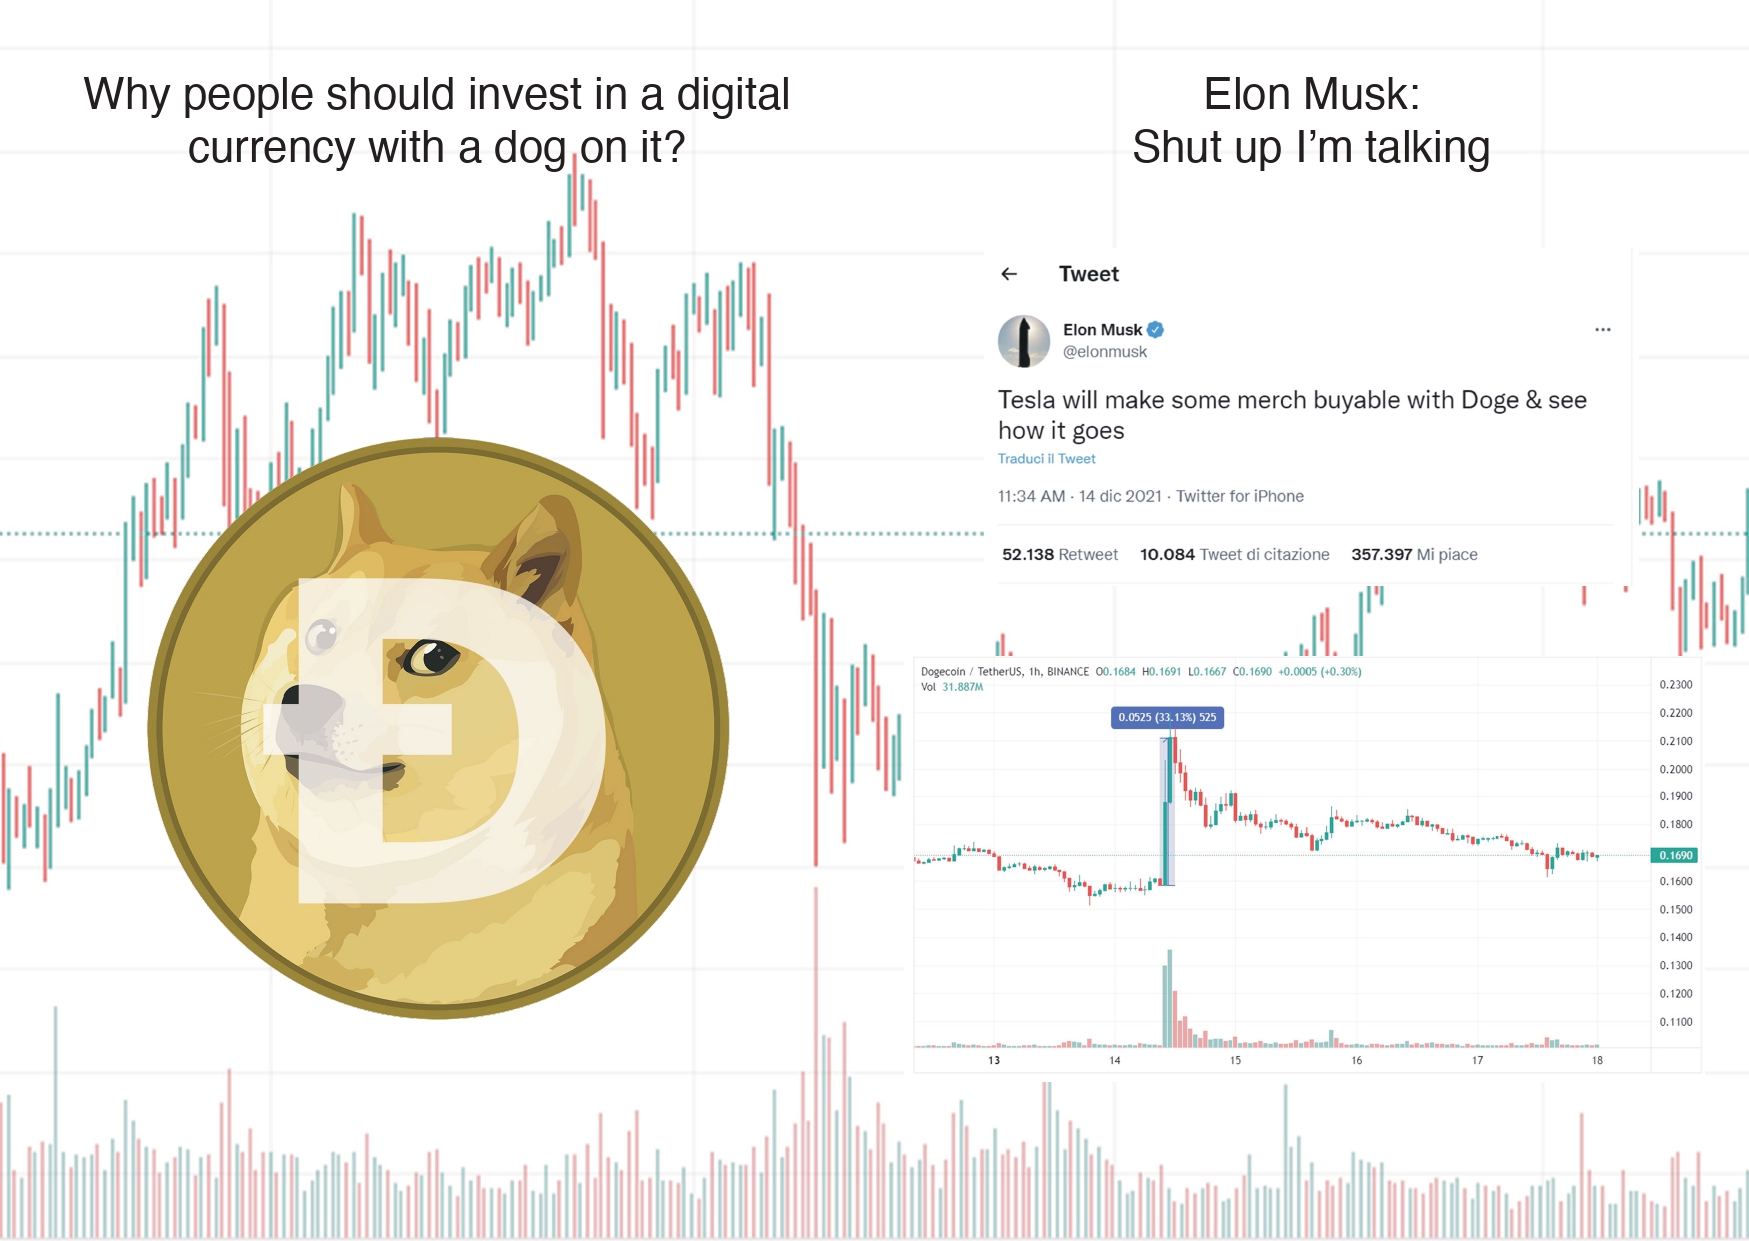 Why people should invest in a digital
currency with a dog on it?
Elon Musk:
Shut up I'm talking
Tweet
Elon Musk
@elonmusk
Tesla will make some merch buyable with Doge & see
how it goes
Traduci il Tweet
11:34 AM · 14 dic 2021 · Twitter for iPhone
52.138 Retweet 10.084 Tweet di citazione 357.397 Mi piace
Dogecoin / TetherUS, 1h, BINANCE O0.1684 H0.1691 L0.1667 C0.1690 +0.0005 (+0.30%)
Vol 31.887M
0.0525 (33.13%) 525
0.2300
0.2200
0.2100
0.2000
0.1900
0.1800
0.1690
0.1600
0.1500
0.1400
0.1300
0.1200
0.1100
13 14 15 16 17 18
Ð